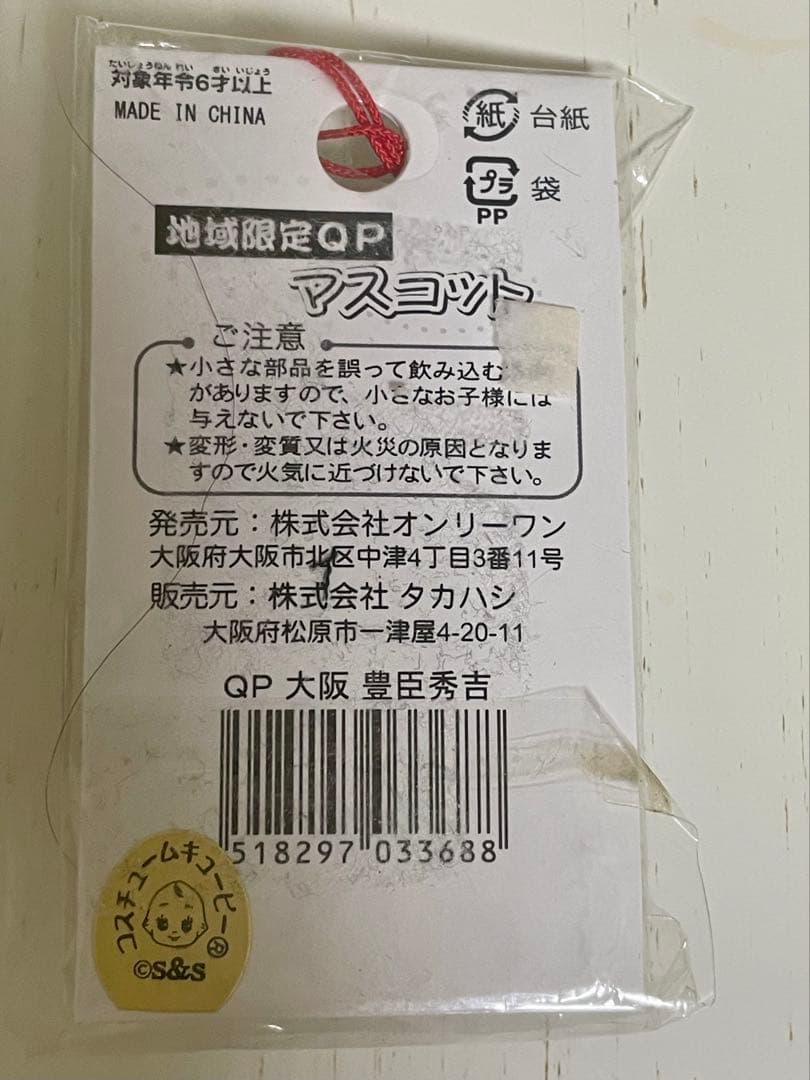 たいしょうねん れい さい いじょう
対象年令6才以上
MADE IN CHINA
紙 台紙
プラ 袋
PP
地域限定QP
マスコット
ご注意
★小さな部品を誤って飲み込む
がありますので、小さなお子様には
与えないで下さい。
★変形・変質又は火災の原因となりま
すので火気に近づけないで下さい。
発売元：株式会社オンリーワン
大阪府大阪市北区中津4丁目3番11号
販売元：株式会社 タカハシ
大阪府松原市一津屋4-20-11
QP 大阪 豊臣秀吉
518297 033688
コスチュームキューピー®
©S&S